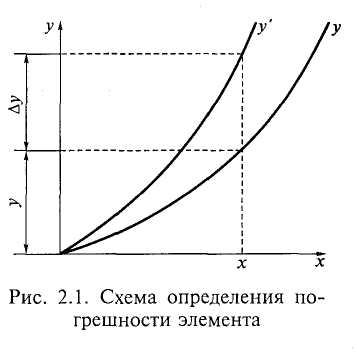 y
y′
y
Δy
y
x
x
Рис. 2.1. Схема определения по-
грешности элемента